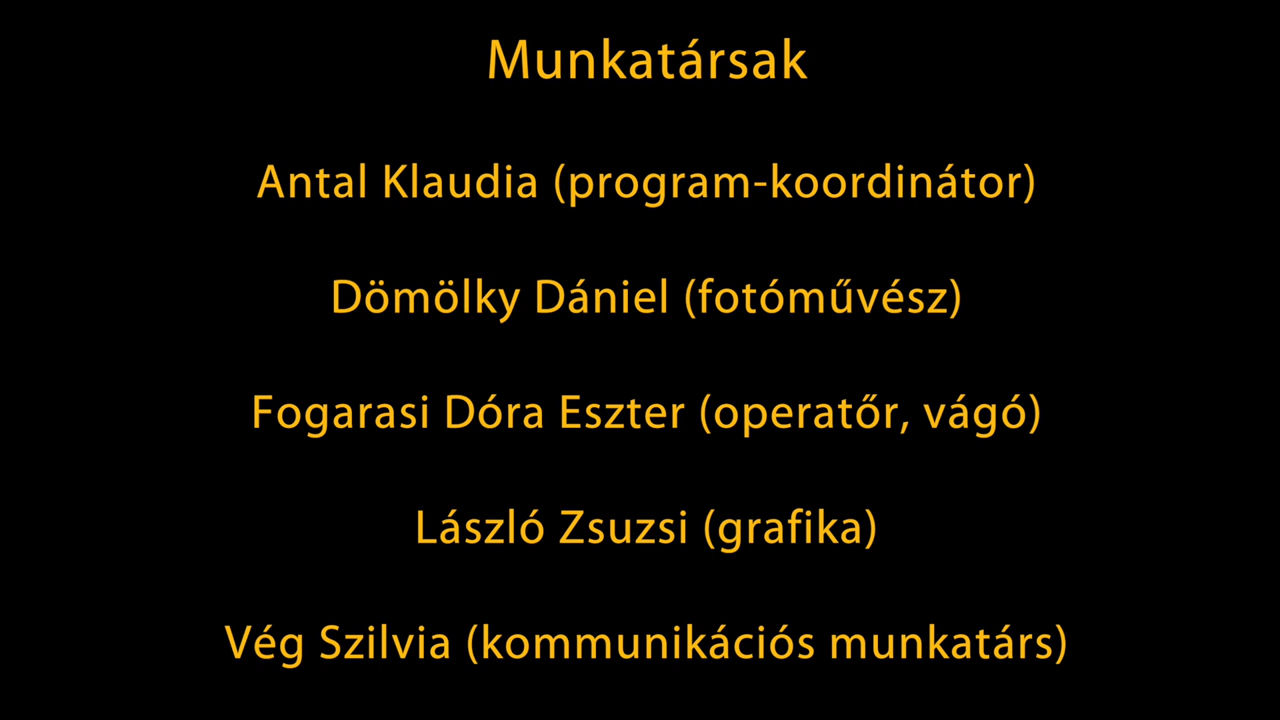 Munkatársak
Antal Klaudia (program-koordinátor)
Dömölky Dániel (fotóművész)
Fogarasi Dóra Eszter (operatőr, vágó)
László Zsuzsi (grafika)
Vég Szilvia (kommunikációs munkatárs)